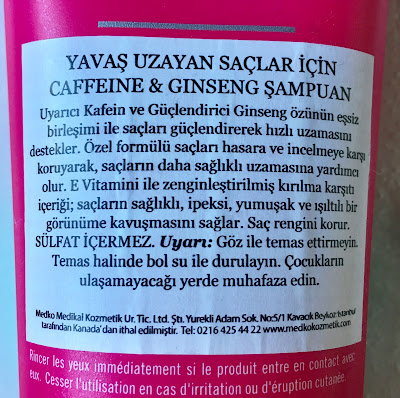 YAVAŞ UZAYAN SAÇLAR İÇİN
CAFFEINE & GINSENG ŞAMPUAN
Uyarıcı Kafein ve Güçlendirici Ginseng özünün eşsiz
birleşimi ile saçları güçlendirerek hızlı uzamasını
destekler. Özel formülü saçları hasara ve incelmeye karşı
koruyarak, saçların daha sağlıklı uzamasına yardımcı
olur. E Vitamini ile zenginleştirilmiş kırılma karşıtı
içeriği; saçların sağlıklı, ipeksi, yumuşak ve ışıltılı bir
görünüme kavuşmasını sağlar. Saç rengini korur.
SÜLFAT İÇERMEZ. Uyarı: Göz ile temas ettirmeyin.
Temas halinde bol su ile durulayın. Çocukların
ulaşamayacağı yerde muhafaza edin.
Medko Medikal Kozmetik Ur. Tic. Ltd. Şti. Yurekli Adam Sok. No:5/1 Kavacık Beykoz İstanbul
tarafından Kanada'dan ithal edilmiştir. Tel: 0216 425 44 22 www.medkokozmetik.com
Rincer les yeux immédiatement si le produit entre en contact avec
eux. Cesser l'utilisation en cas d'irritation ou d'éruption cutanée.